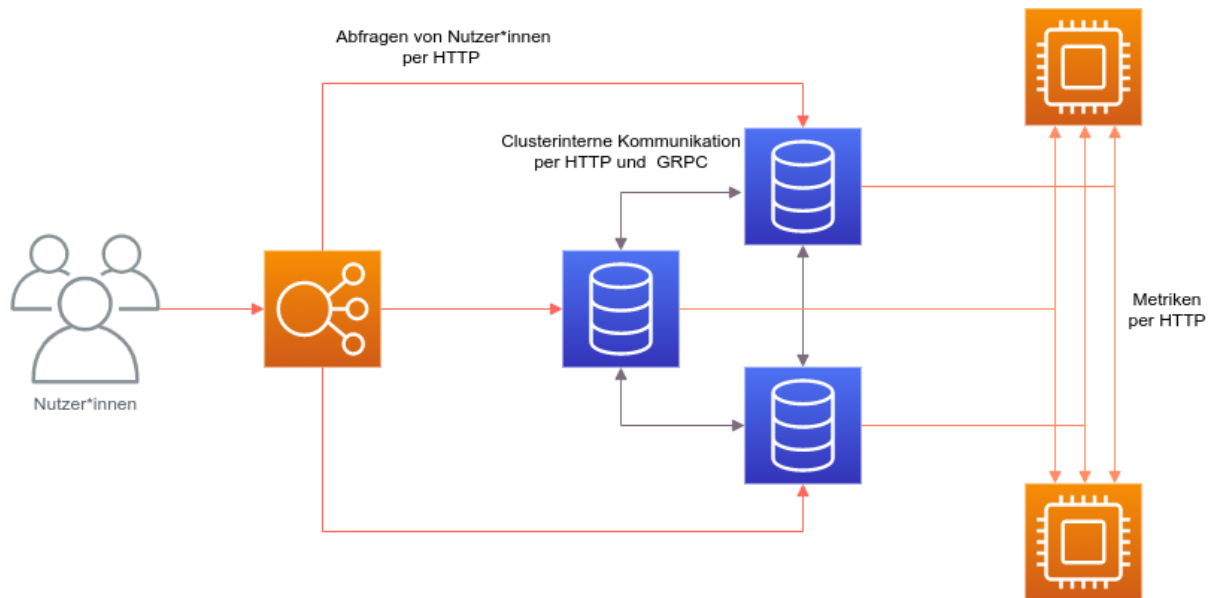 Abfragen von Nutzer*innen
per HTTP
Clusterinterne Kommunikation
per HTTP und  GRPC
Metriken
per HTTP
Nutzer*innen